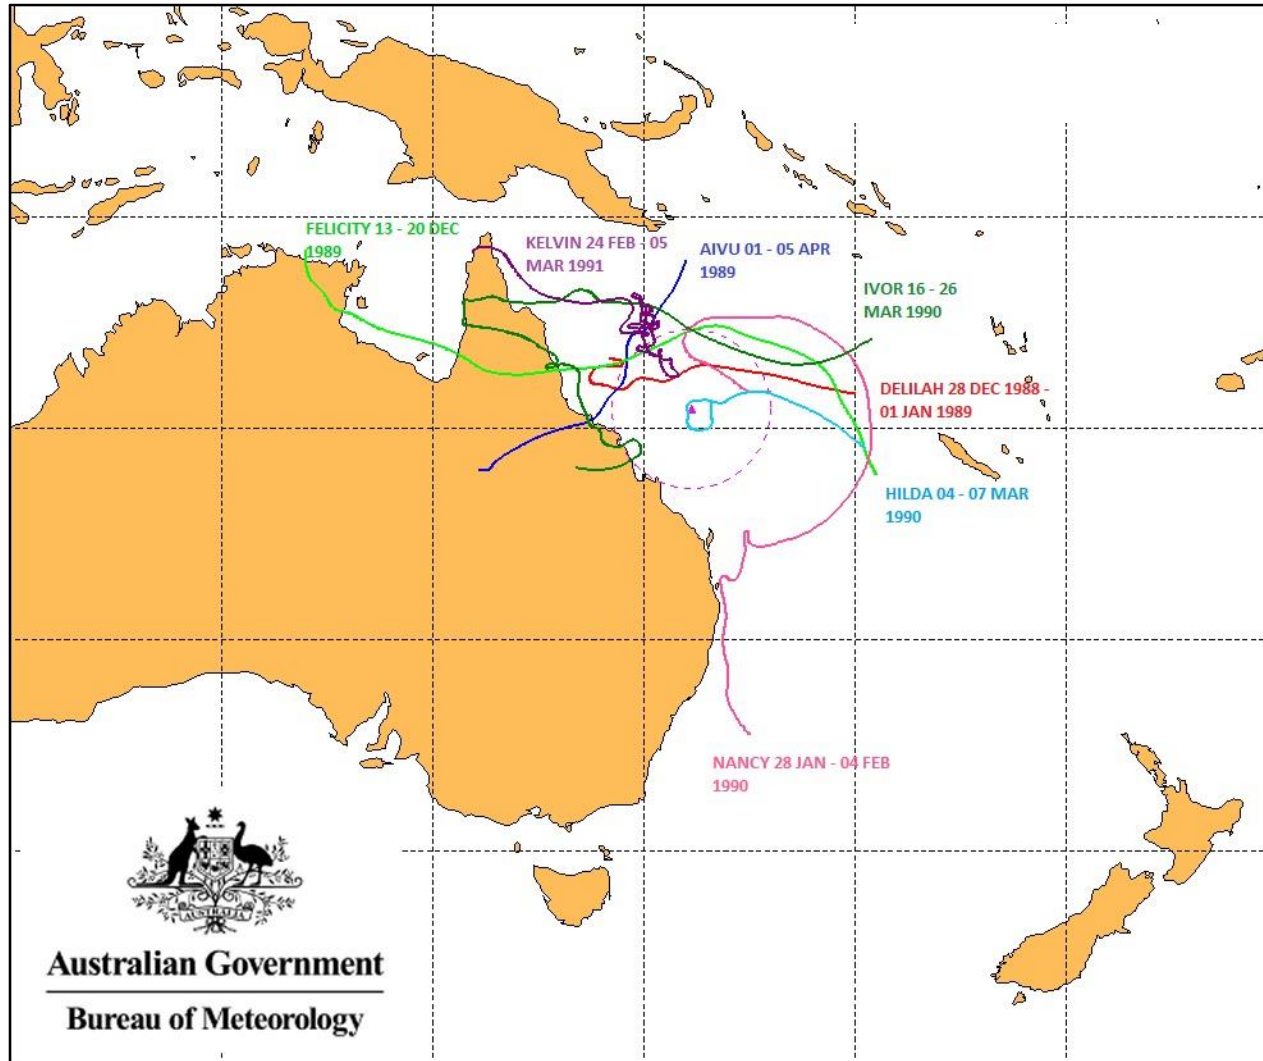 FELICITY 13 - 20 DEC
1989
KELVIN 24 FEB - 05
MAR 1991
AIVU 01 - 05 APR
1989
IVOR 16 - 26
MAR 1990
DELILAH 28 DEC 1988 -
01 JAN 1989
HILDA 04 - 07 MAR
1990
NANCY 28 JAN - 04 FEB
1990
AUSTRALIA
Australian Government
Bureau of Meteorology